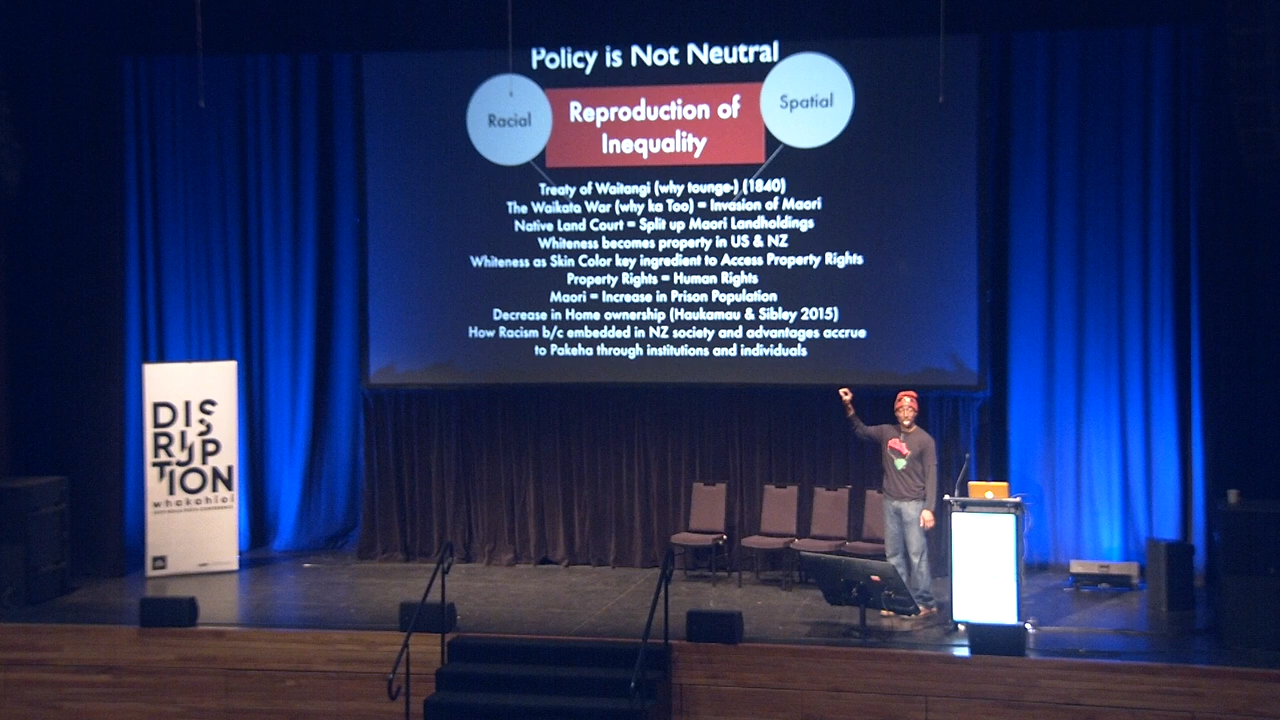 Policy is Not Neutral
Racial
Reproduction of
Inequality
Spatial
Treaty of Waitangi (why tounge-) (1840)
The Waikata War (why ka Too) = Invasion of Maori
Native Land Court = Split up Maori Landholdings
Whiteness becomes property in US & NZ
Whiteness as Skin Color key ingredient to Access Property Rights
Property Rights = Human Rights
Maori = Increase in Prison Population
Decrease in Home ownership (Haukamau & Sibley 2015)
How Racism b/c embedded in NZ society and advantages accrue
to Pakeha through institutions and individuals
DIS
RUP
TION